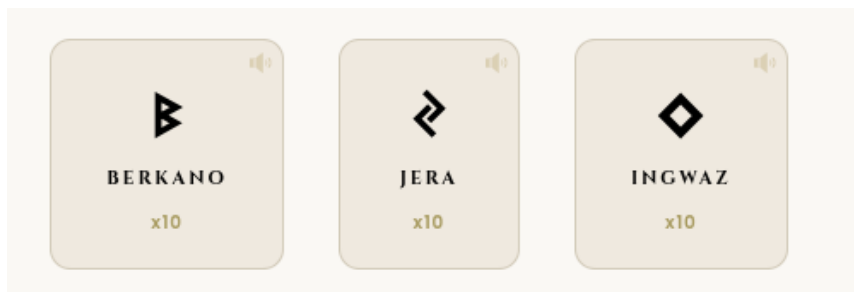 ᛒ
BERKANO
x10
ᛃ
JERA
x10
ᛜ
INGWAZ
x10